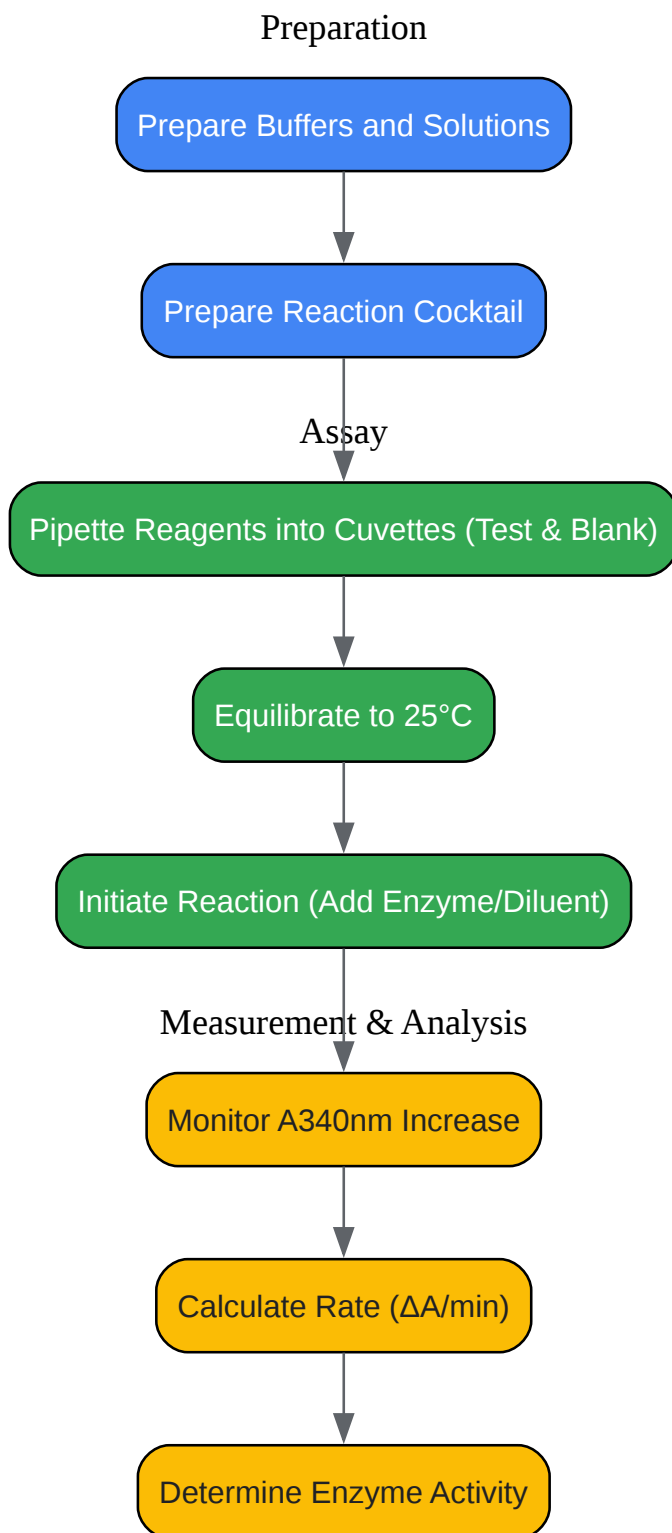 Preparation
Prepare Buffers and Solutions
Prepare Reaction Cocktail
Assay
Pipette Reagents into Cuvettes (Test & Blank)
Equilibrate to 25°C
Initiate Reaction (Add Enzyme/Diluent)
Measurement & Analysis
Monitor A340nm Increase
Calculate Rate (ΔA/min)
Determine Enzyme Activity